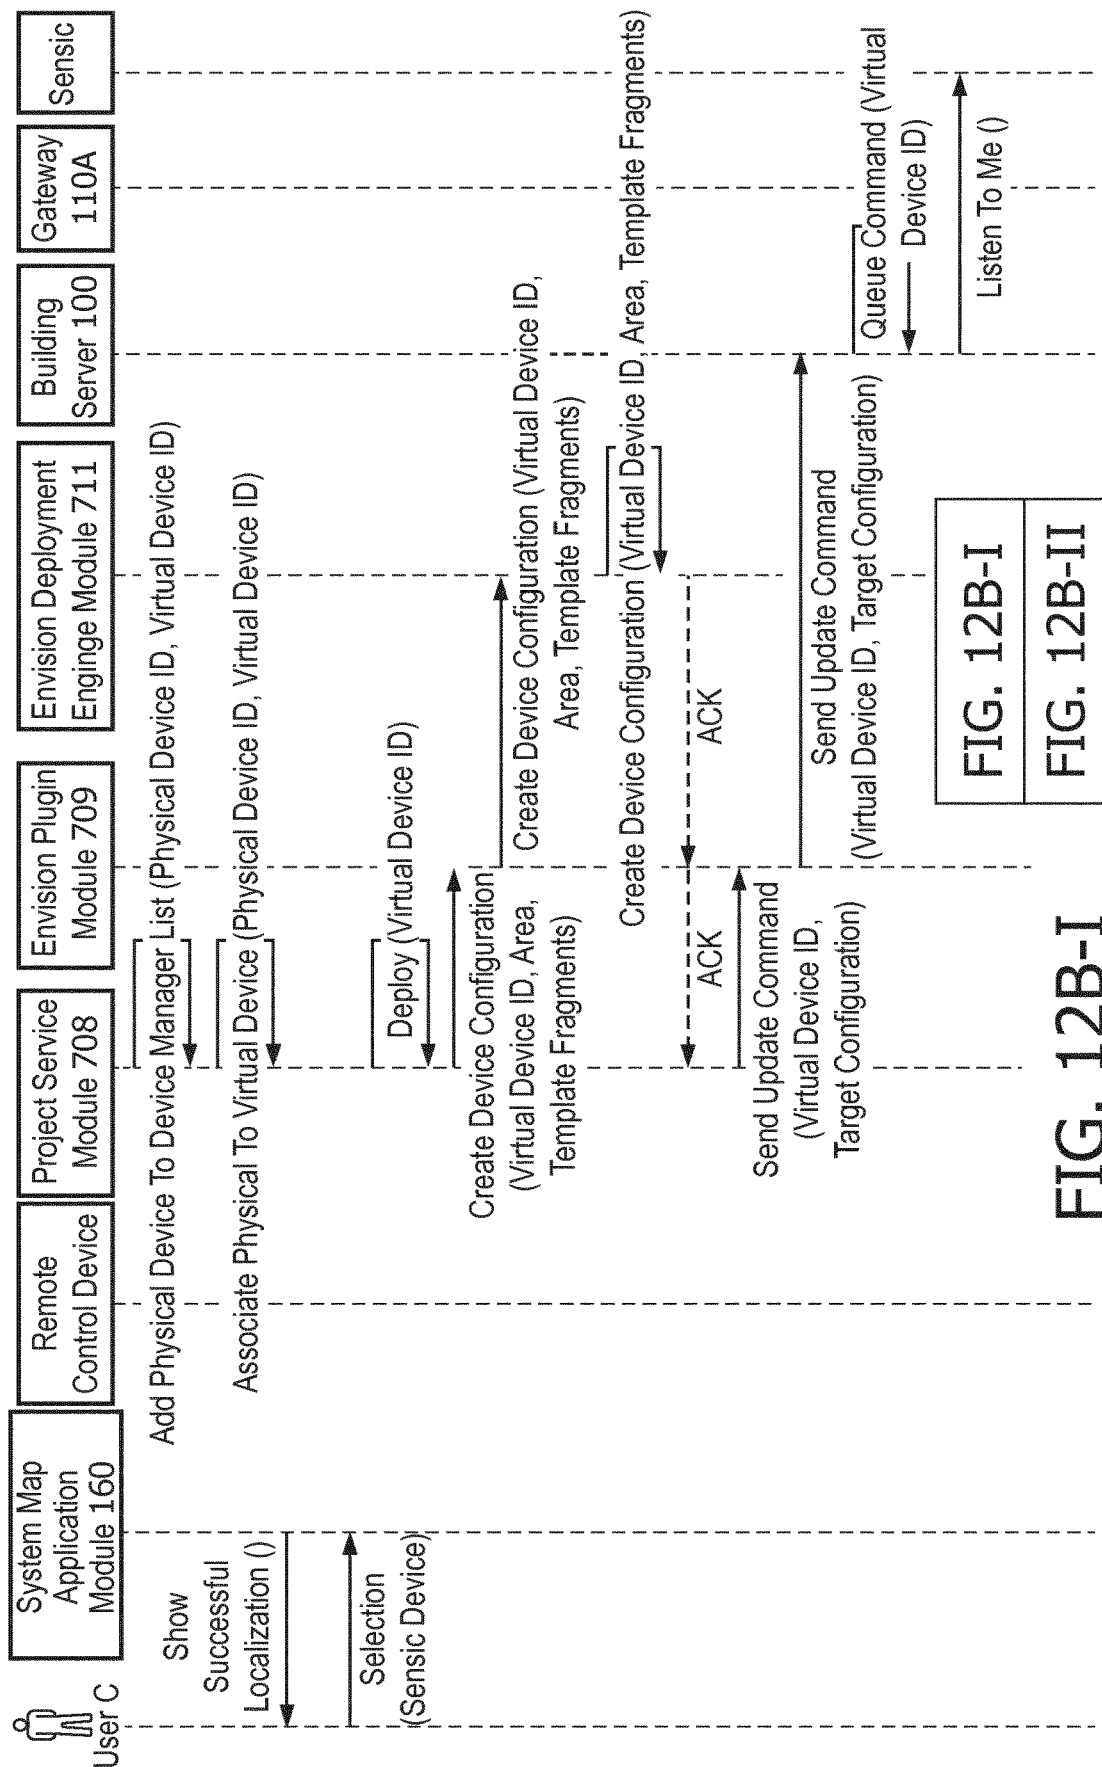 User C
System Map
Application
Module 160
Remote
Control Device
Project Service
Module 708
Envision Plugin
Module 709
Envision Deployment
Enginge Module 711
Building
Server 100
Gateway
110A
Sensic
Add Physical Device To Device Manager List (Physical Device ID, Virtual Device ID)
Associate Physical To Virtual Device (Physical Device ID, Virtual Device ID)
Show
Successful
Localization ()
Selection
(Sensic Device)
Deploy (Virtual Device ID)
Create Device Configuration
(Virtual Device ID, Area,
Template Fragments)
Create Device Configuration (Virtual Device ID,
Area, Template Fragments)
Create Device Configuration (Virtual Device ID, Area, Template Fragments)
ACK
ACK
Send Update Command
(Virtual Device ID,
Target Configuration)
Send Update Command
(Virtual Device ID, Target Configuration)
Queue Command (Virtual
Device ID)
Listen To Me ()
FIG. 12B-I
FIG. 12B-II
FIG. 12B-I